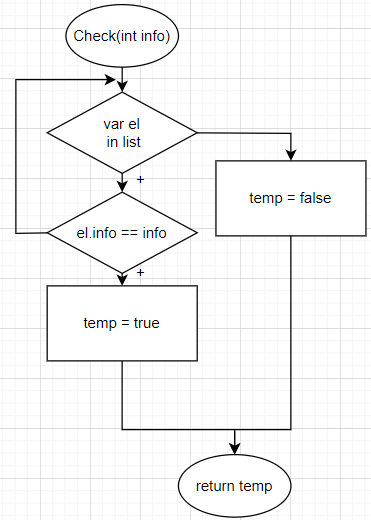 Check(int info)
var el
in list
+
temp = false
el.info == info
+
temp = true
return temp